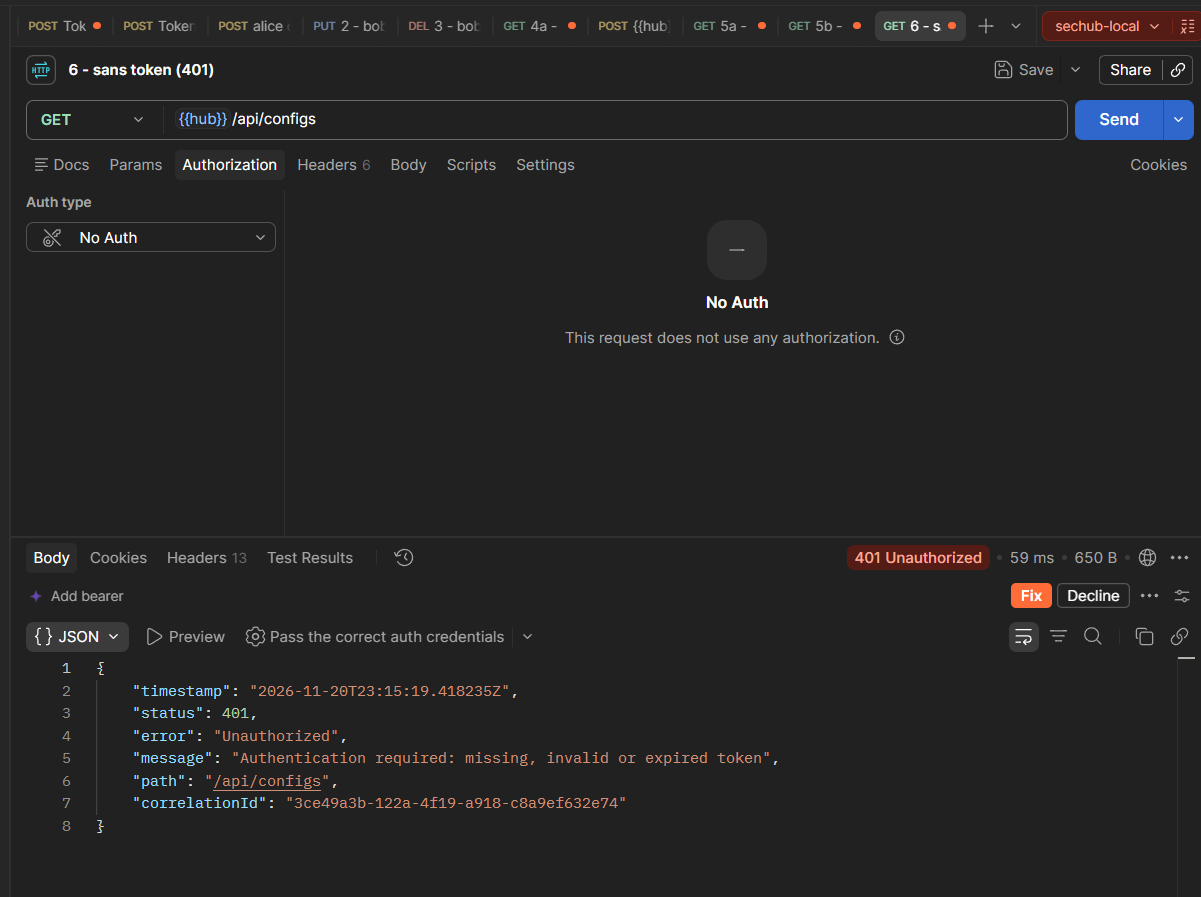 POST Tok POST Token POST alice PUT 2 - bob DEL 3 - bob GET 4a - POST {{hub GET 5a - GET 5b - GET 6 - s sechub-local
HTTP 6 - sans token (401) Save Share
GET {{hub}} /api/configs Send
Docs Params Authorization Headers 6 Body Scripts Settings Cookies
Auth type
No Auth
No Auth
This request does not use any authorization.
Body Cookies Headers 13 Test Results 401 Unauthorized 59 ms 650 B
Add bearer Fix Decline
{} JSON Preview Pass the correct auth credentials
1 {
2 "timestamp": "2026-11-20T23:15:19.418235Z",
3 "status": 401,
4 "error": "Unauthorized",
5 "message": "Authentication required: missing, invalid or expired token",
6 "path": "/api/configs",
7 "correlationId": "3ce49a3b-122a-4f19-a918-c8a9ef632e74"
8 }